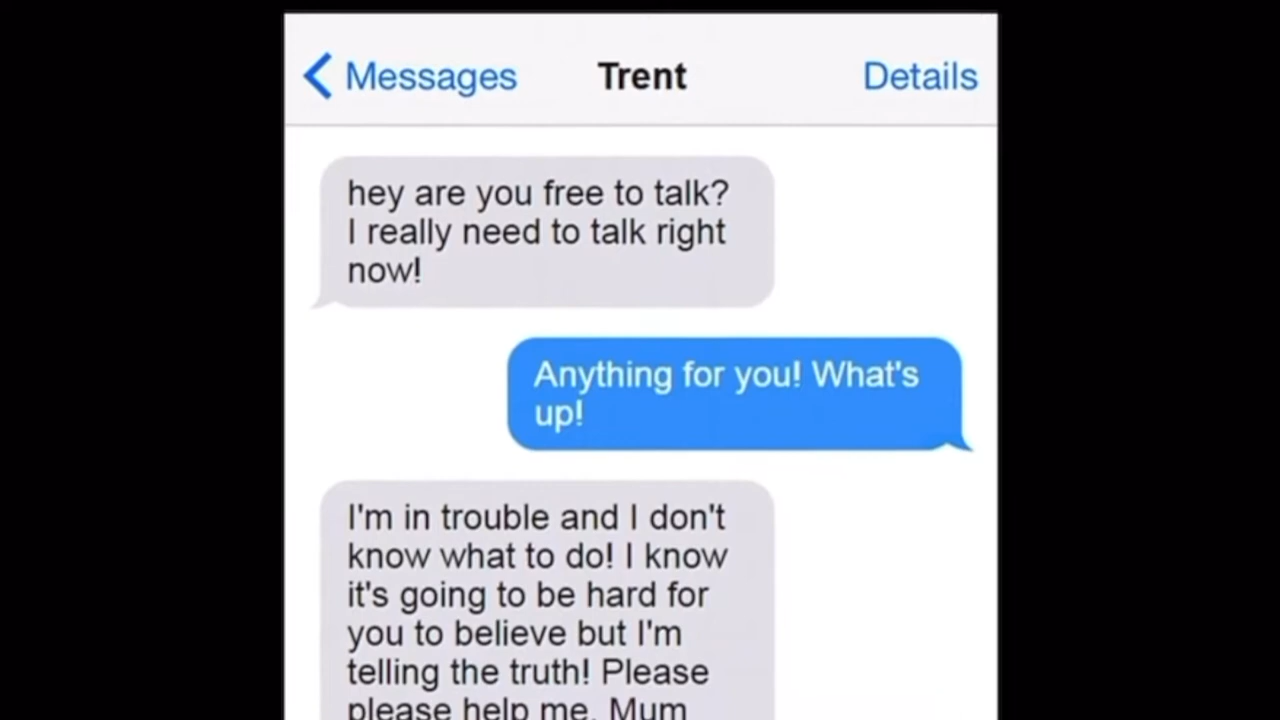 Messages Trent Details
hey are you free to talk?
I really need to talk right
now!
Anything for you! What's
up!
I'm in trouble and I don't
know what to do! I know
it's going to be hard for
you to believe but I'm
telling the truth! Please
please help me. Mum